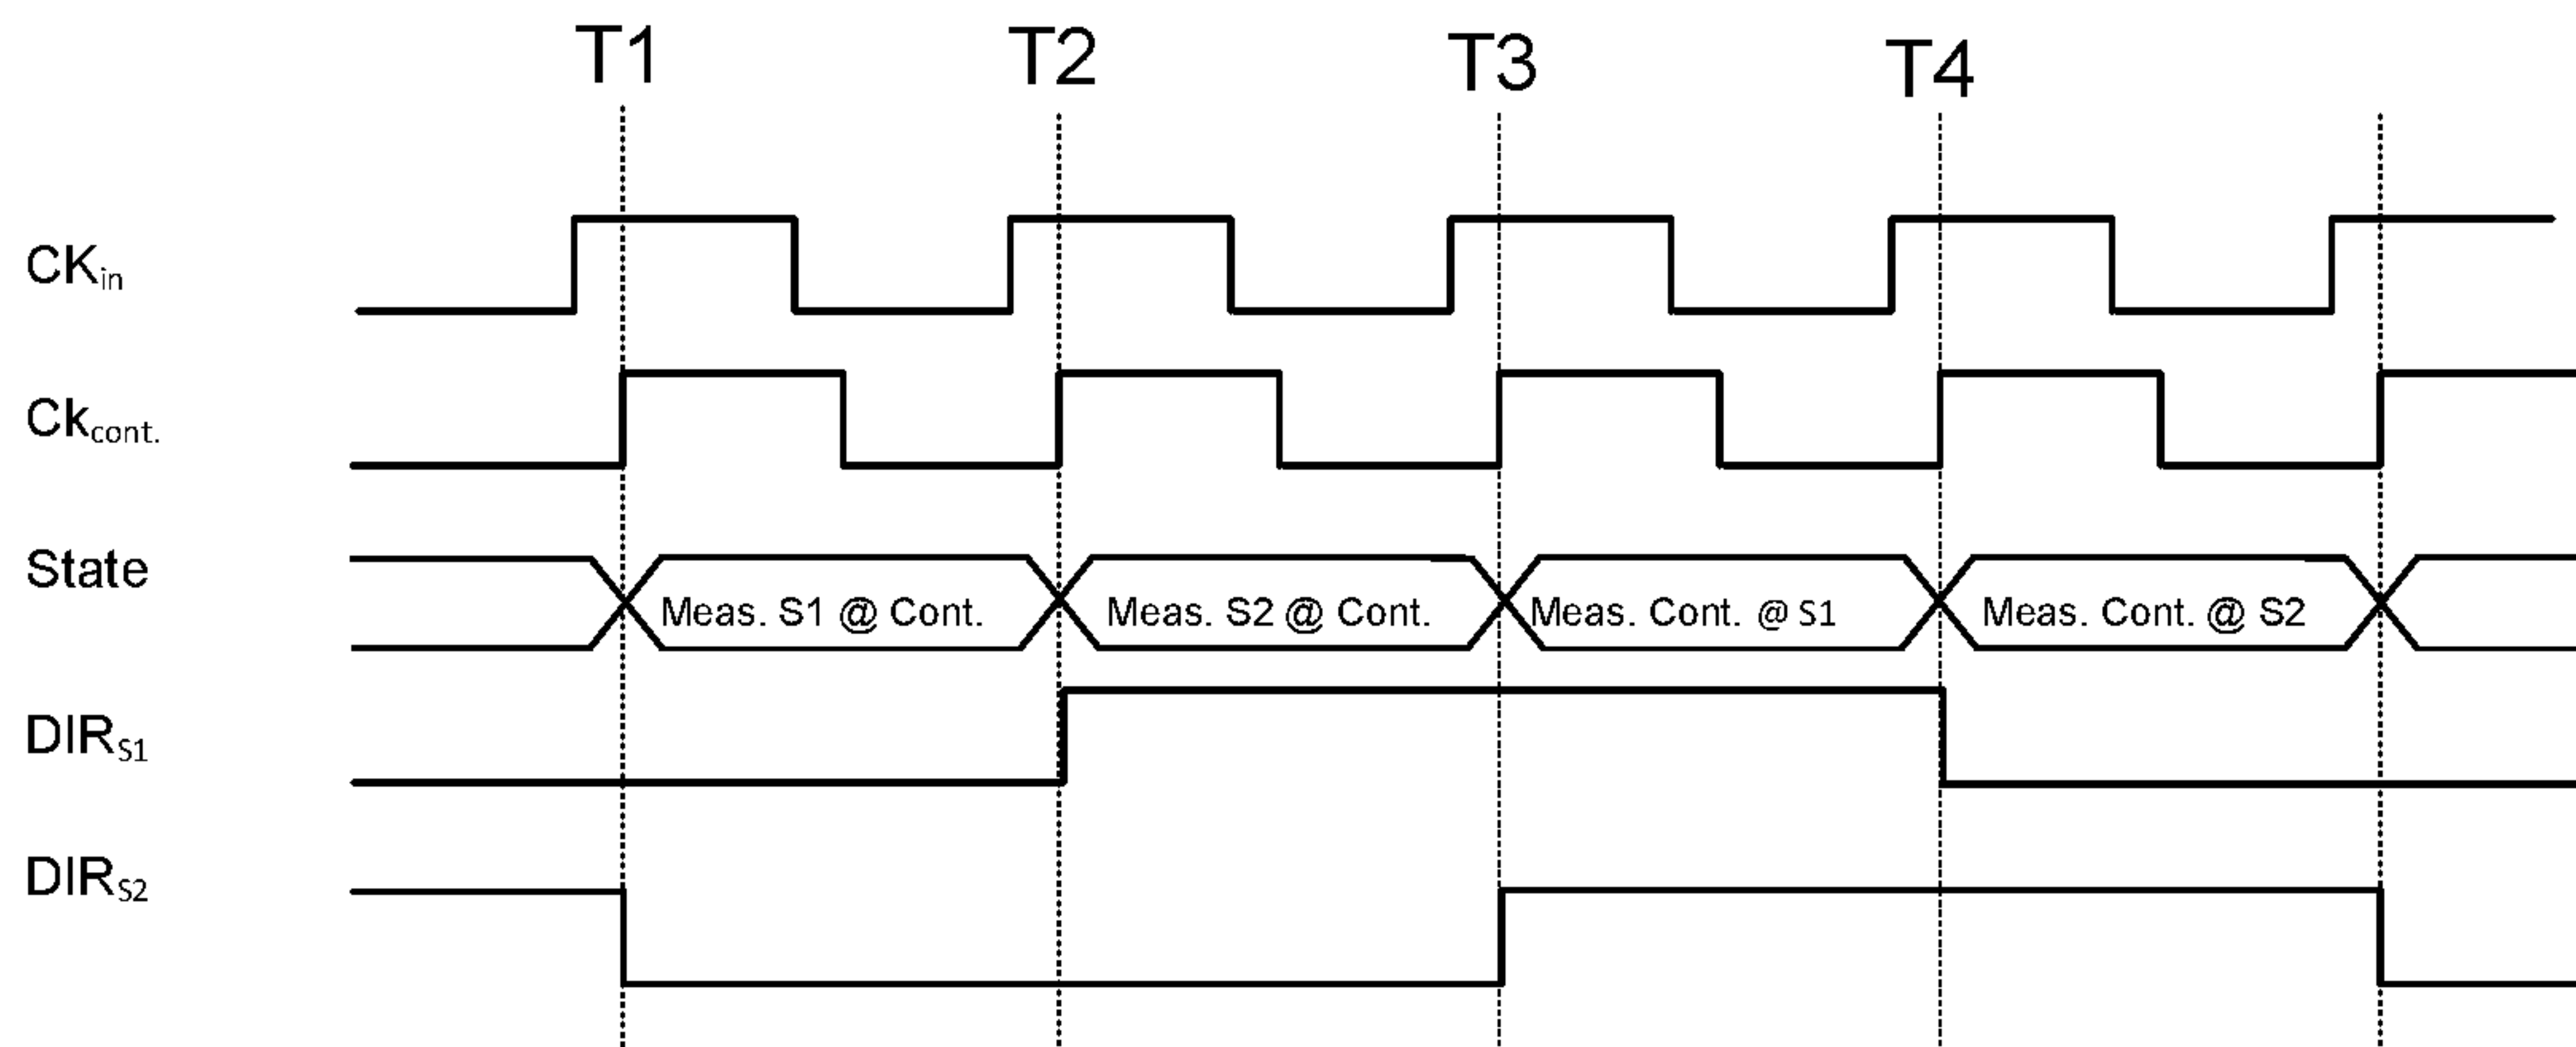 T1 T2 T3 T4
CKin
Ckcont.
State Meas. S1 @ Cont. Meas. S2 @ Cont. Meas. Cont. @ S1 Meas. Cont. @ S2
DIRS1
DIRS2